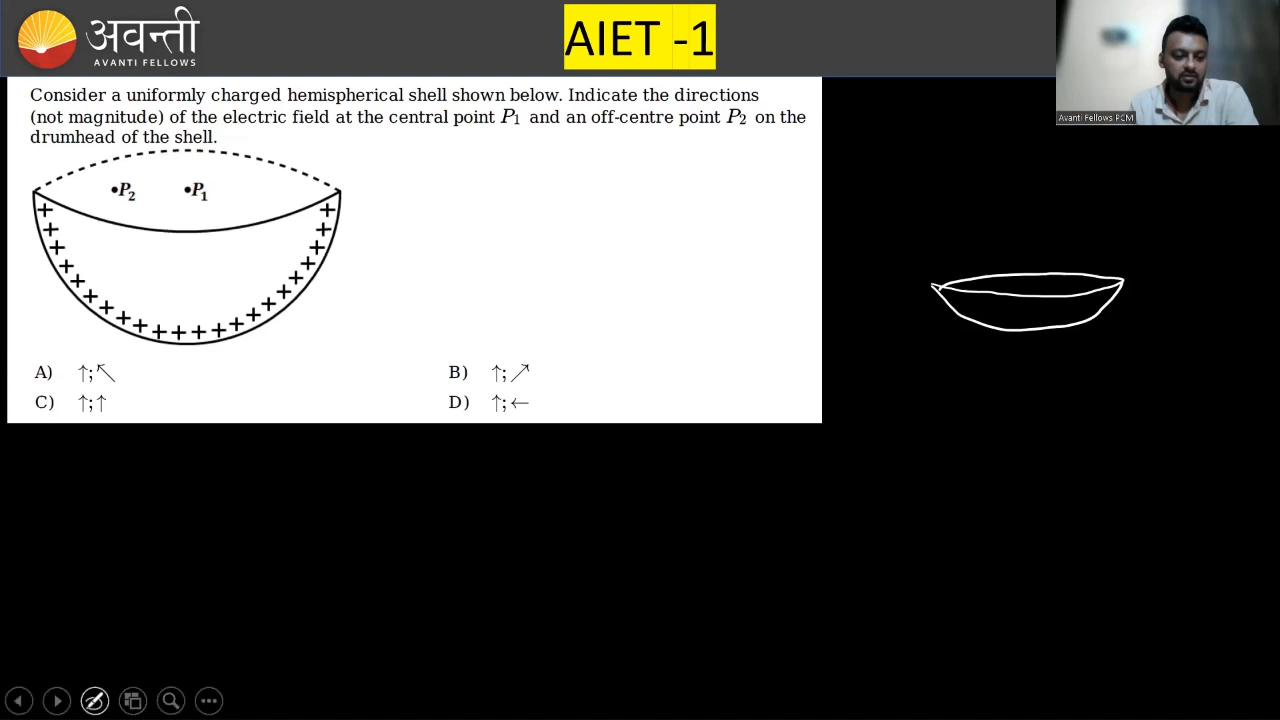 अवन्ती
AVANTI FELLOWS
AIET -1
Avanti Fellows PCM
Consider a uniformly charged hemispherical shell shown below. Indicate the directions
(not magnitude) of the electric field at the central point P₁ and an off-centre point P₂ on the
drumhead of the shell.
•P₂ •P₁
A) ↑;↖ B) ↑;↗
C) ↑;↑ D) ↑;←